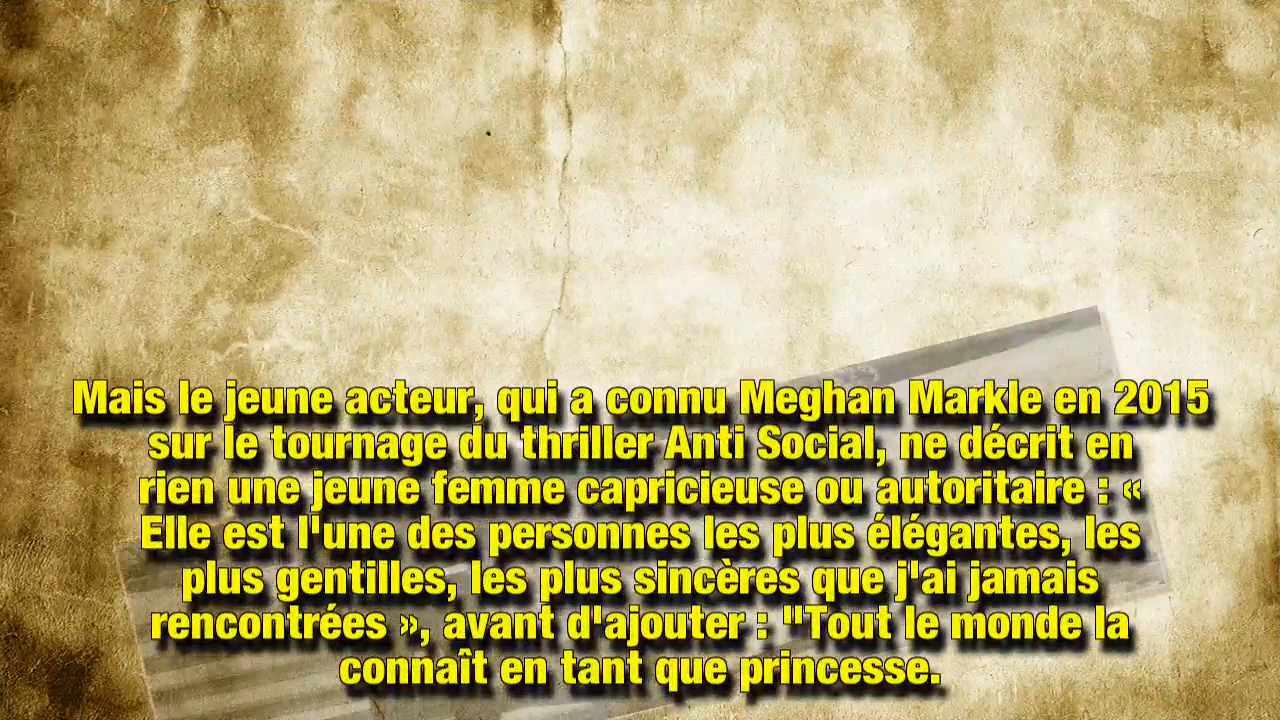 Mais le jeune acteur, qui a connu Meghan Markle en 2015
sur le tournage du thriller Anti Social, ne décrit en
rien une jeune femme capricieuse ou autoritaire : «
Elle est l'une des personnes les plus élégantes, les
plus gentilles, les plus sincères que j'ai jamais
rencontrées », avant d'ajouter : "Tout le monde la
connaît en tant que princesse.